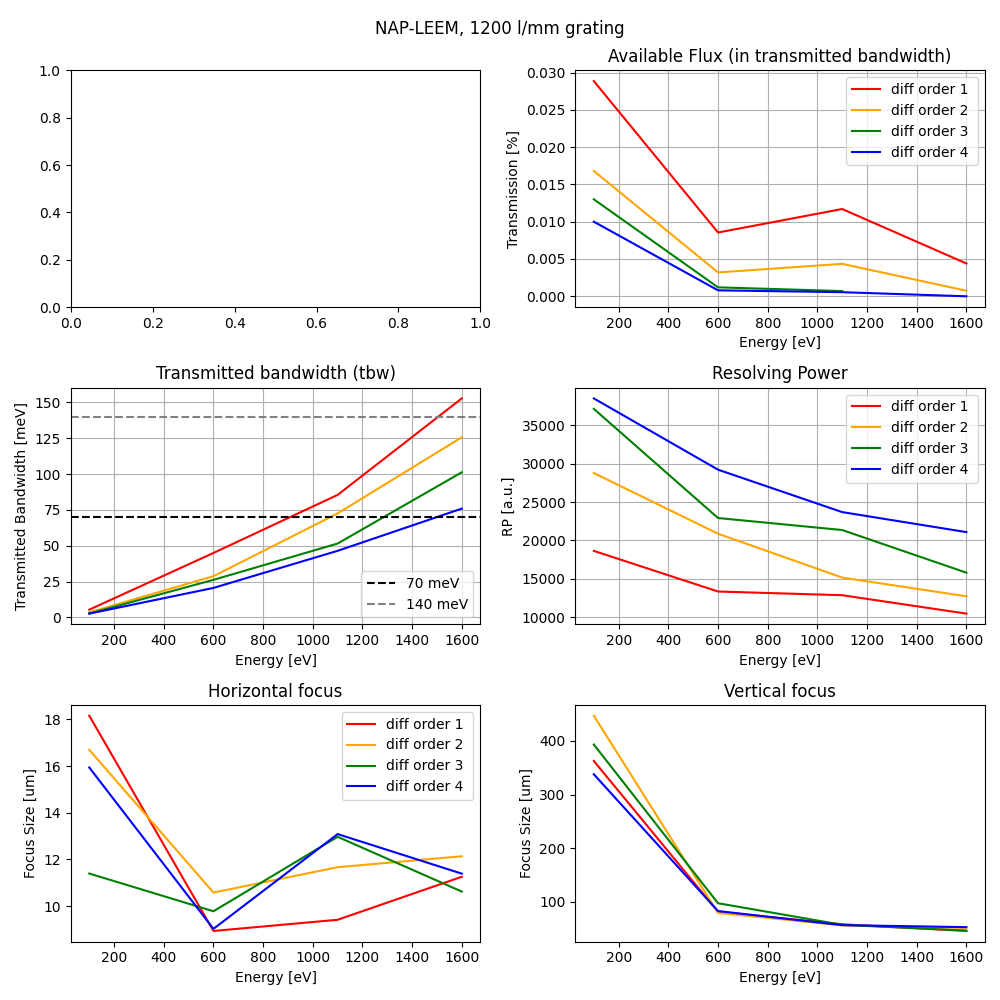 NAP-LEEM, 1200 l/mm grating
1.0
0.8
0.6
0.4
0.2
0.0
0.0 0.2 0.4 0.6 0.8 1.0
Available Flux (in transmitted bandwidth)
Transmission [%]
0.030
0.025
0.020
0.015
0.010
0.005
0.000
diff order 1
diff order 2
diff order 3
diff order 4
200 400 600 800 1000 1200 1400 1600
Energy [eV]
Transmitted bandwidth (tbw)
Transmitted Bandwidth [meV]
150
125
100
75
50
25
0
70 meV
140 meV
200 400 600 800 1000 1200 1400 1600
Energy [eV]
Resolving Power
RP [a.u.]
35000
30000
25000
20000
15000
10000
diff order 1
diff order 2
diff order 3
diff order 4
200 400 600 800 1000 1200 1400 1600
Energy [eV]
Horizontal focus
Focus Size [um]
18
16
14
12
10
diff order 1
diff order 2
diff order 3
diff order 4
200 400 600 800 1000 1200 1400 1600
Energy [eV]
Vertical focus
Focus Size [um]
400
300
200
100
200 400 600 800 1000 1200 1400 1600
Energy [eV]